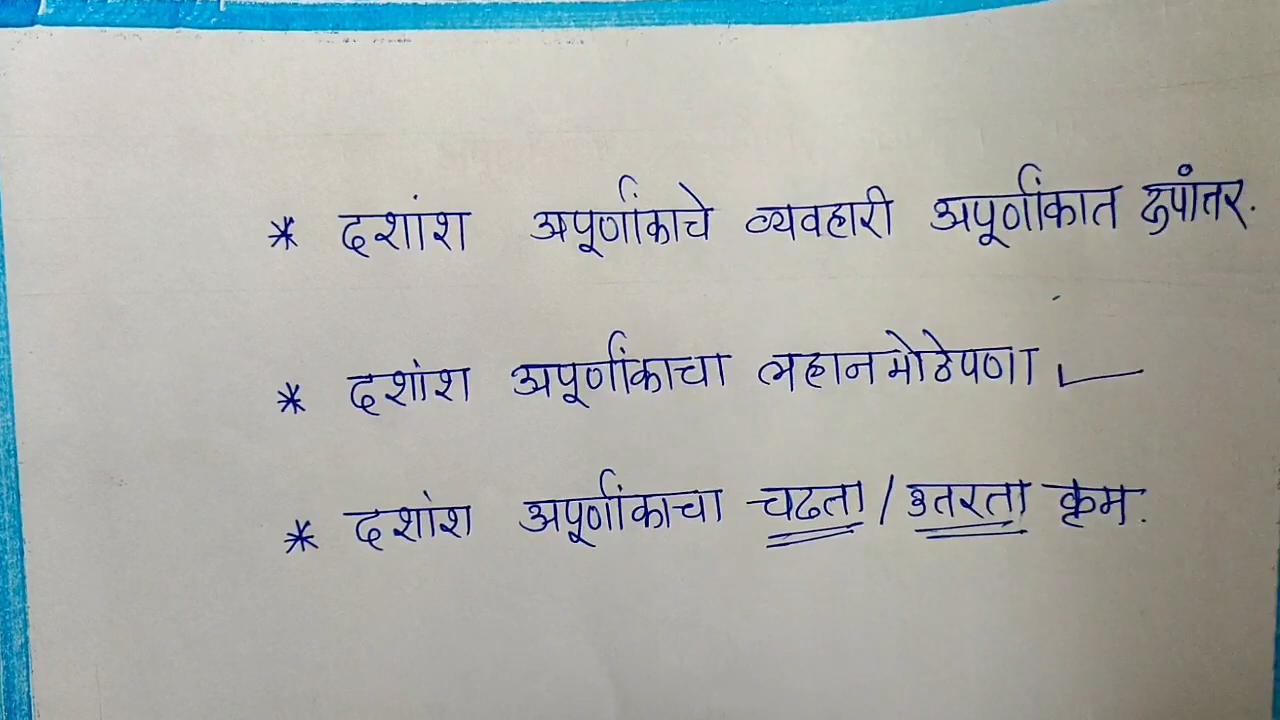 * दशांश अपूर्णांकाचे व्यवहारी अपूर्णांकात रुपांतर.
* दशांश अपूर्णांकाचा लहानमोठेपणा
* दशांश अपूर्णांकाचा चढता / उतरता क्रम.